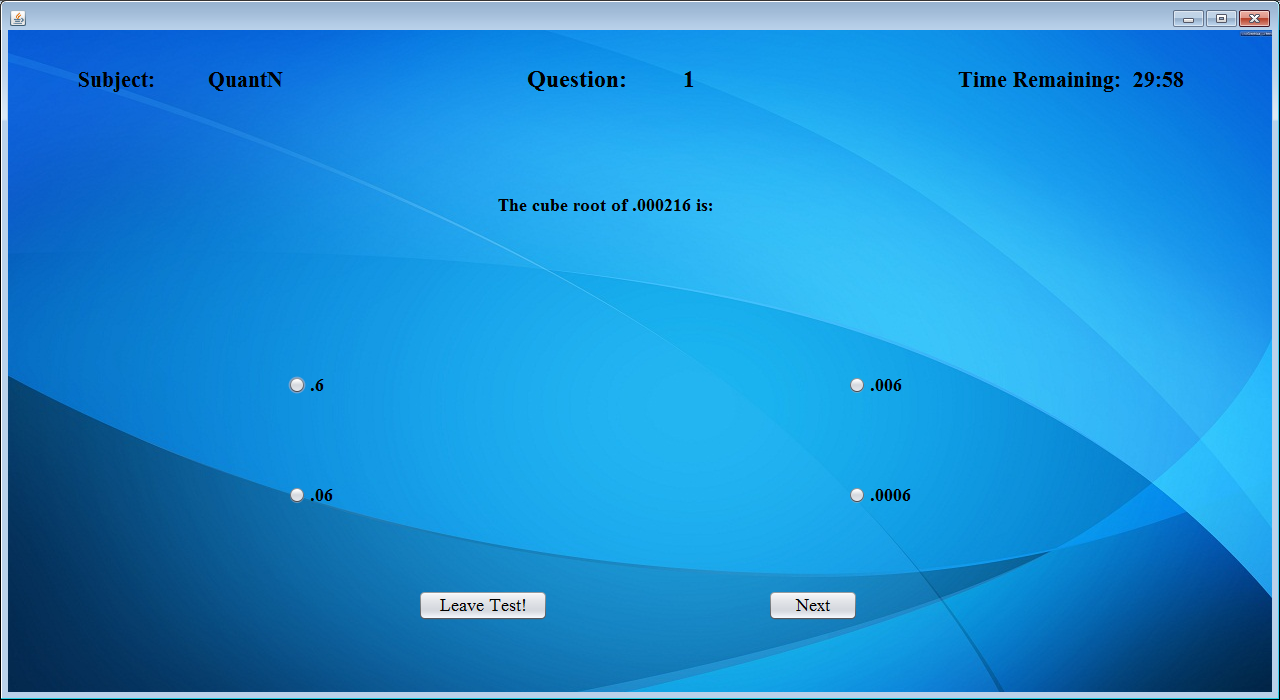 Subject: QuantN Question: 1 Time Remaining: 29:58
The cube root of .000216 is:
.6 .006
.06 .0006
Leave Test! Next